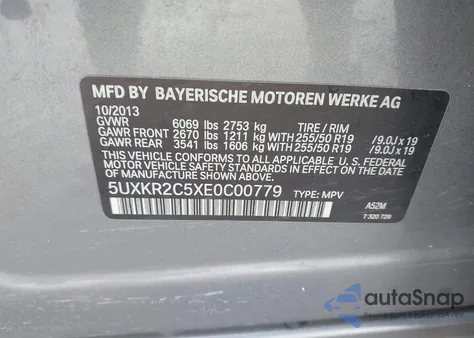 MFD BY BAYERISCHE MOTOREN WERKE AG
10/2013
GVWR 6069 lbs 2753 kg TIRE / RIM
GAWR FRONT 2670 lbs 1211 kg WITH 255/50 R19 /9.0J x 19
GAWR REAR 3541 lbs 1606 kg WITH 255/50 R19 /9.0J x 19
THIS VEHICLE CONFORMS TO ALL APPLICABLE U.S. FEDERAL
MOTOR VEHICLE SAFETY STANDARDS IN EFFECT ON THE DATE
OF MANUFACTURE SHOWN ABOVE.
5UXKR2C5XE0C00779 TYPE: MPV
A5ZM
7 320 729
autoSnap